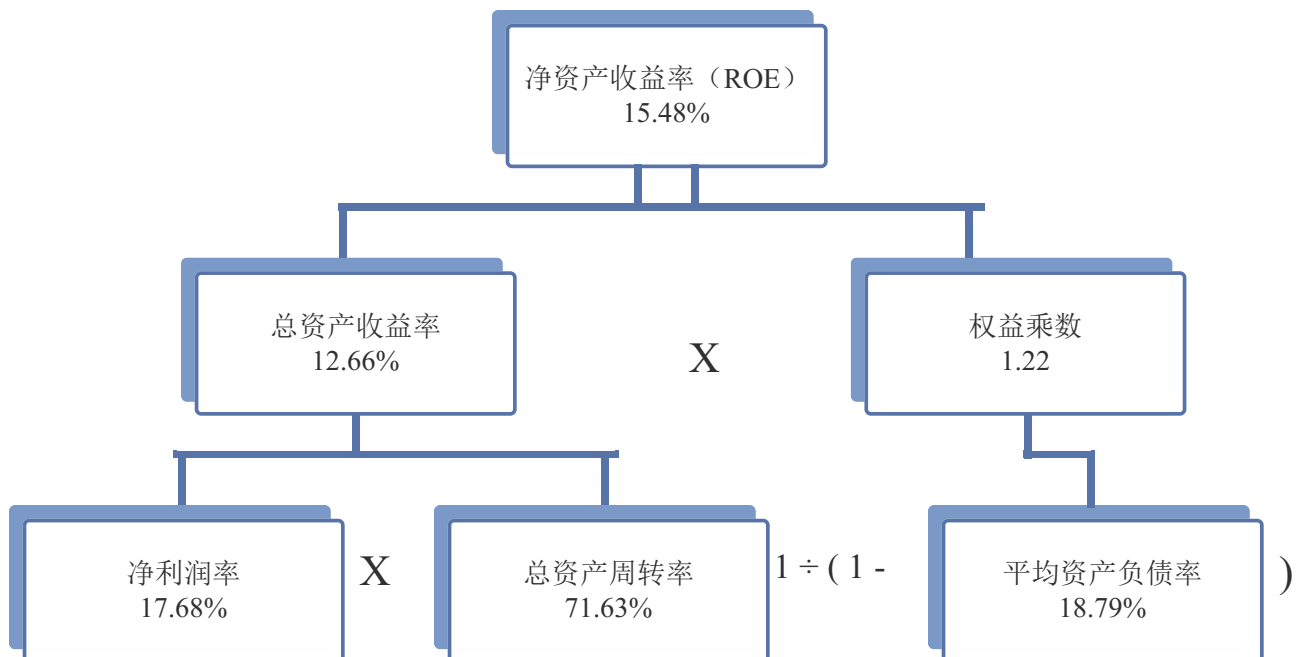 净资产收益率（ROE）
15.48%
总资产收益率
12.66%
X
权益乘数
1.22
净利润率
17.68%
X
总资产周转率
71.63%
1 ÷ ( 1 -
平均资产负债率
18.79%
)